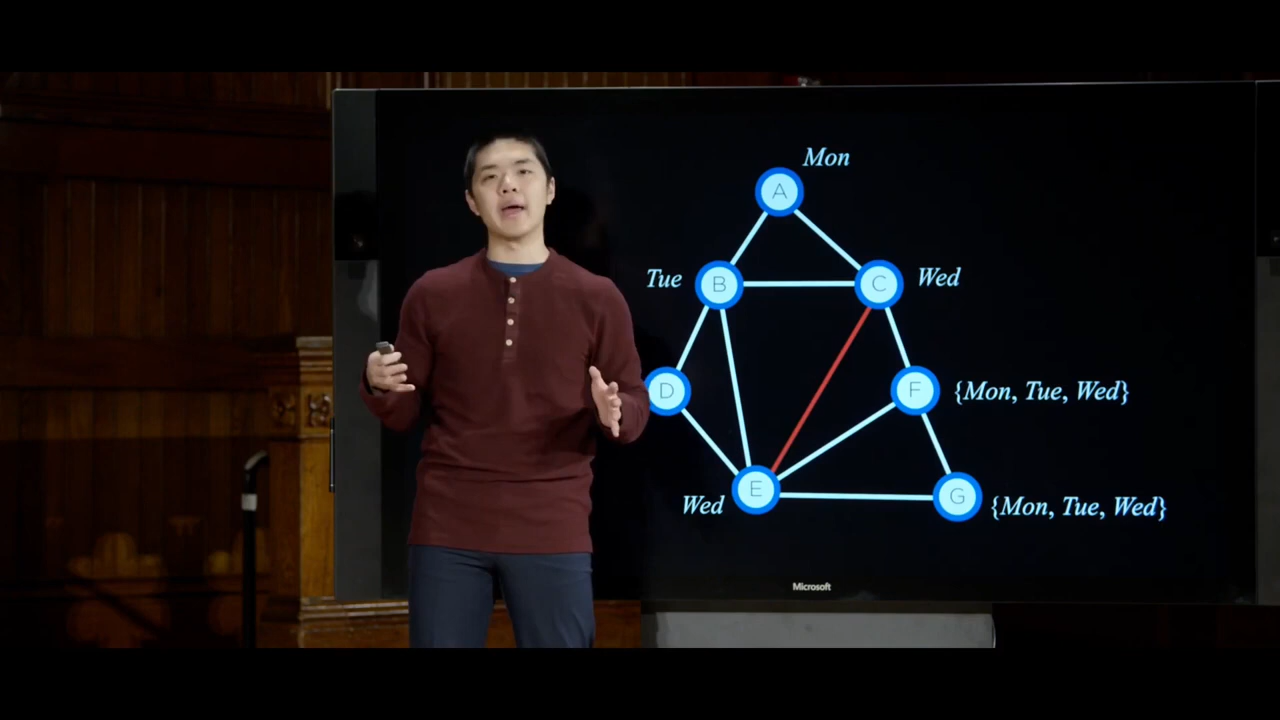 Mon
A
Tue
B
C
Wed
D
F
{Mon, Tue, Wed}
Wed
E
G
{Mon, Tue, Wed}
Microsoft